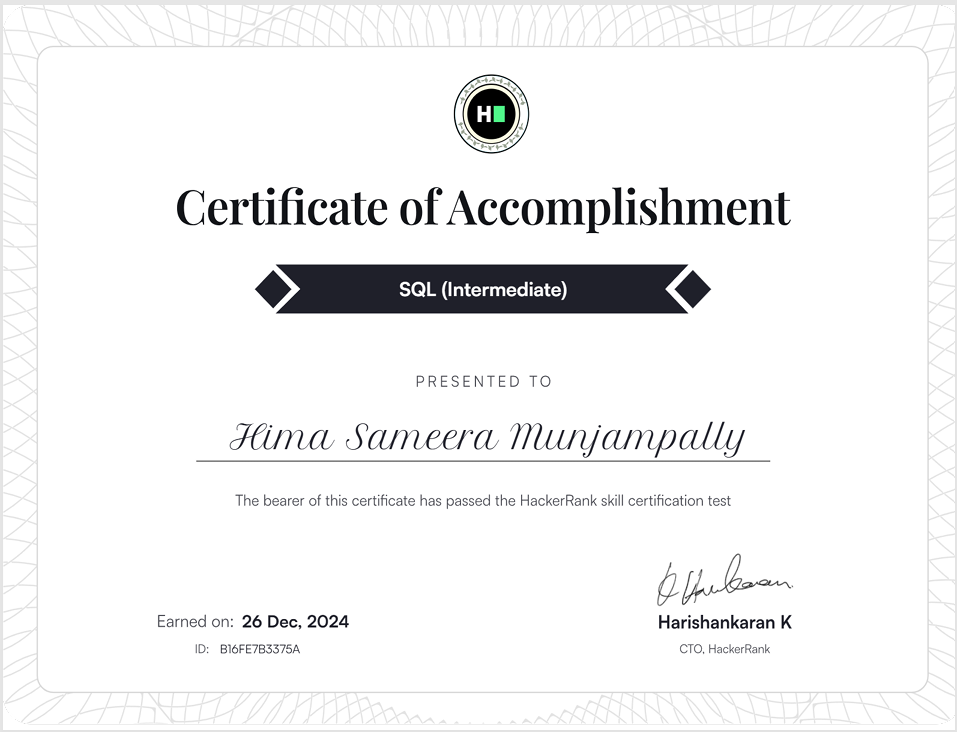 H
Certificate of Accomplishment
SQL (Intermediate)
PRESENTED TO
Hima Sameera Munjampally
The bearer of this certificate has passed the HackerRank skill certification test
Earned on: 26 Dec, 2024
ID: B16FE7B3375A
Harishankaran K
CTO, HackerRank